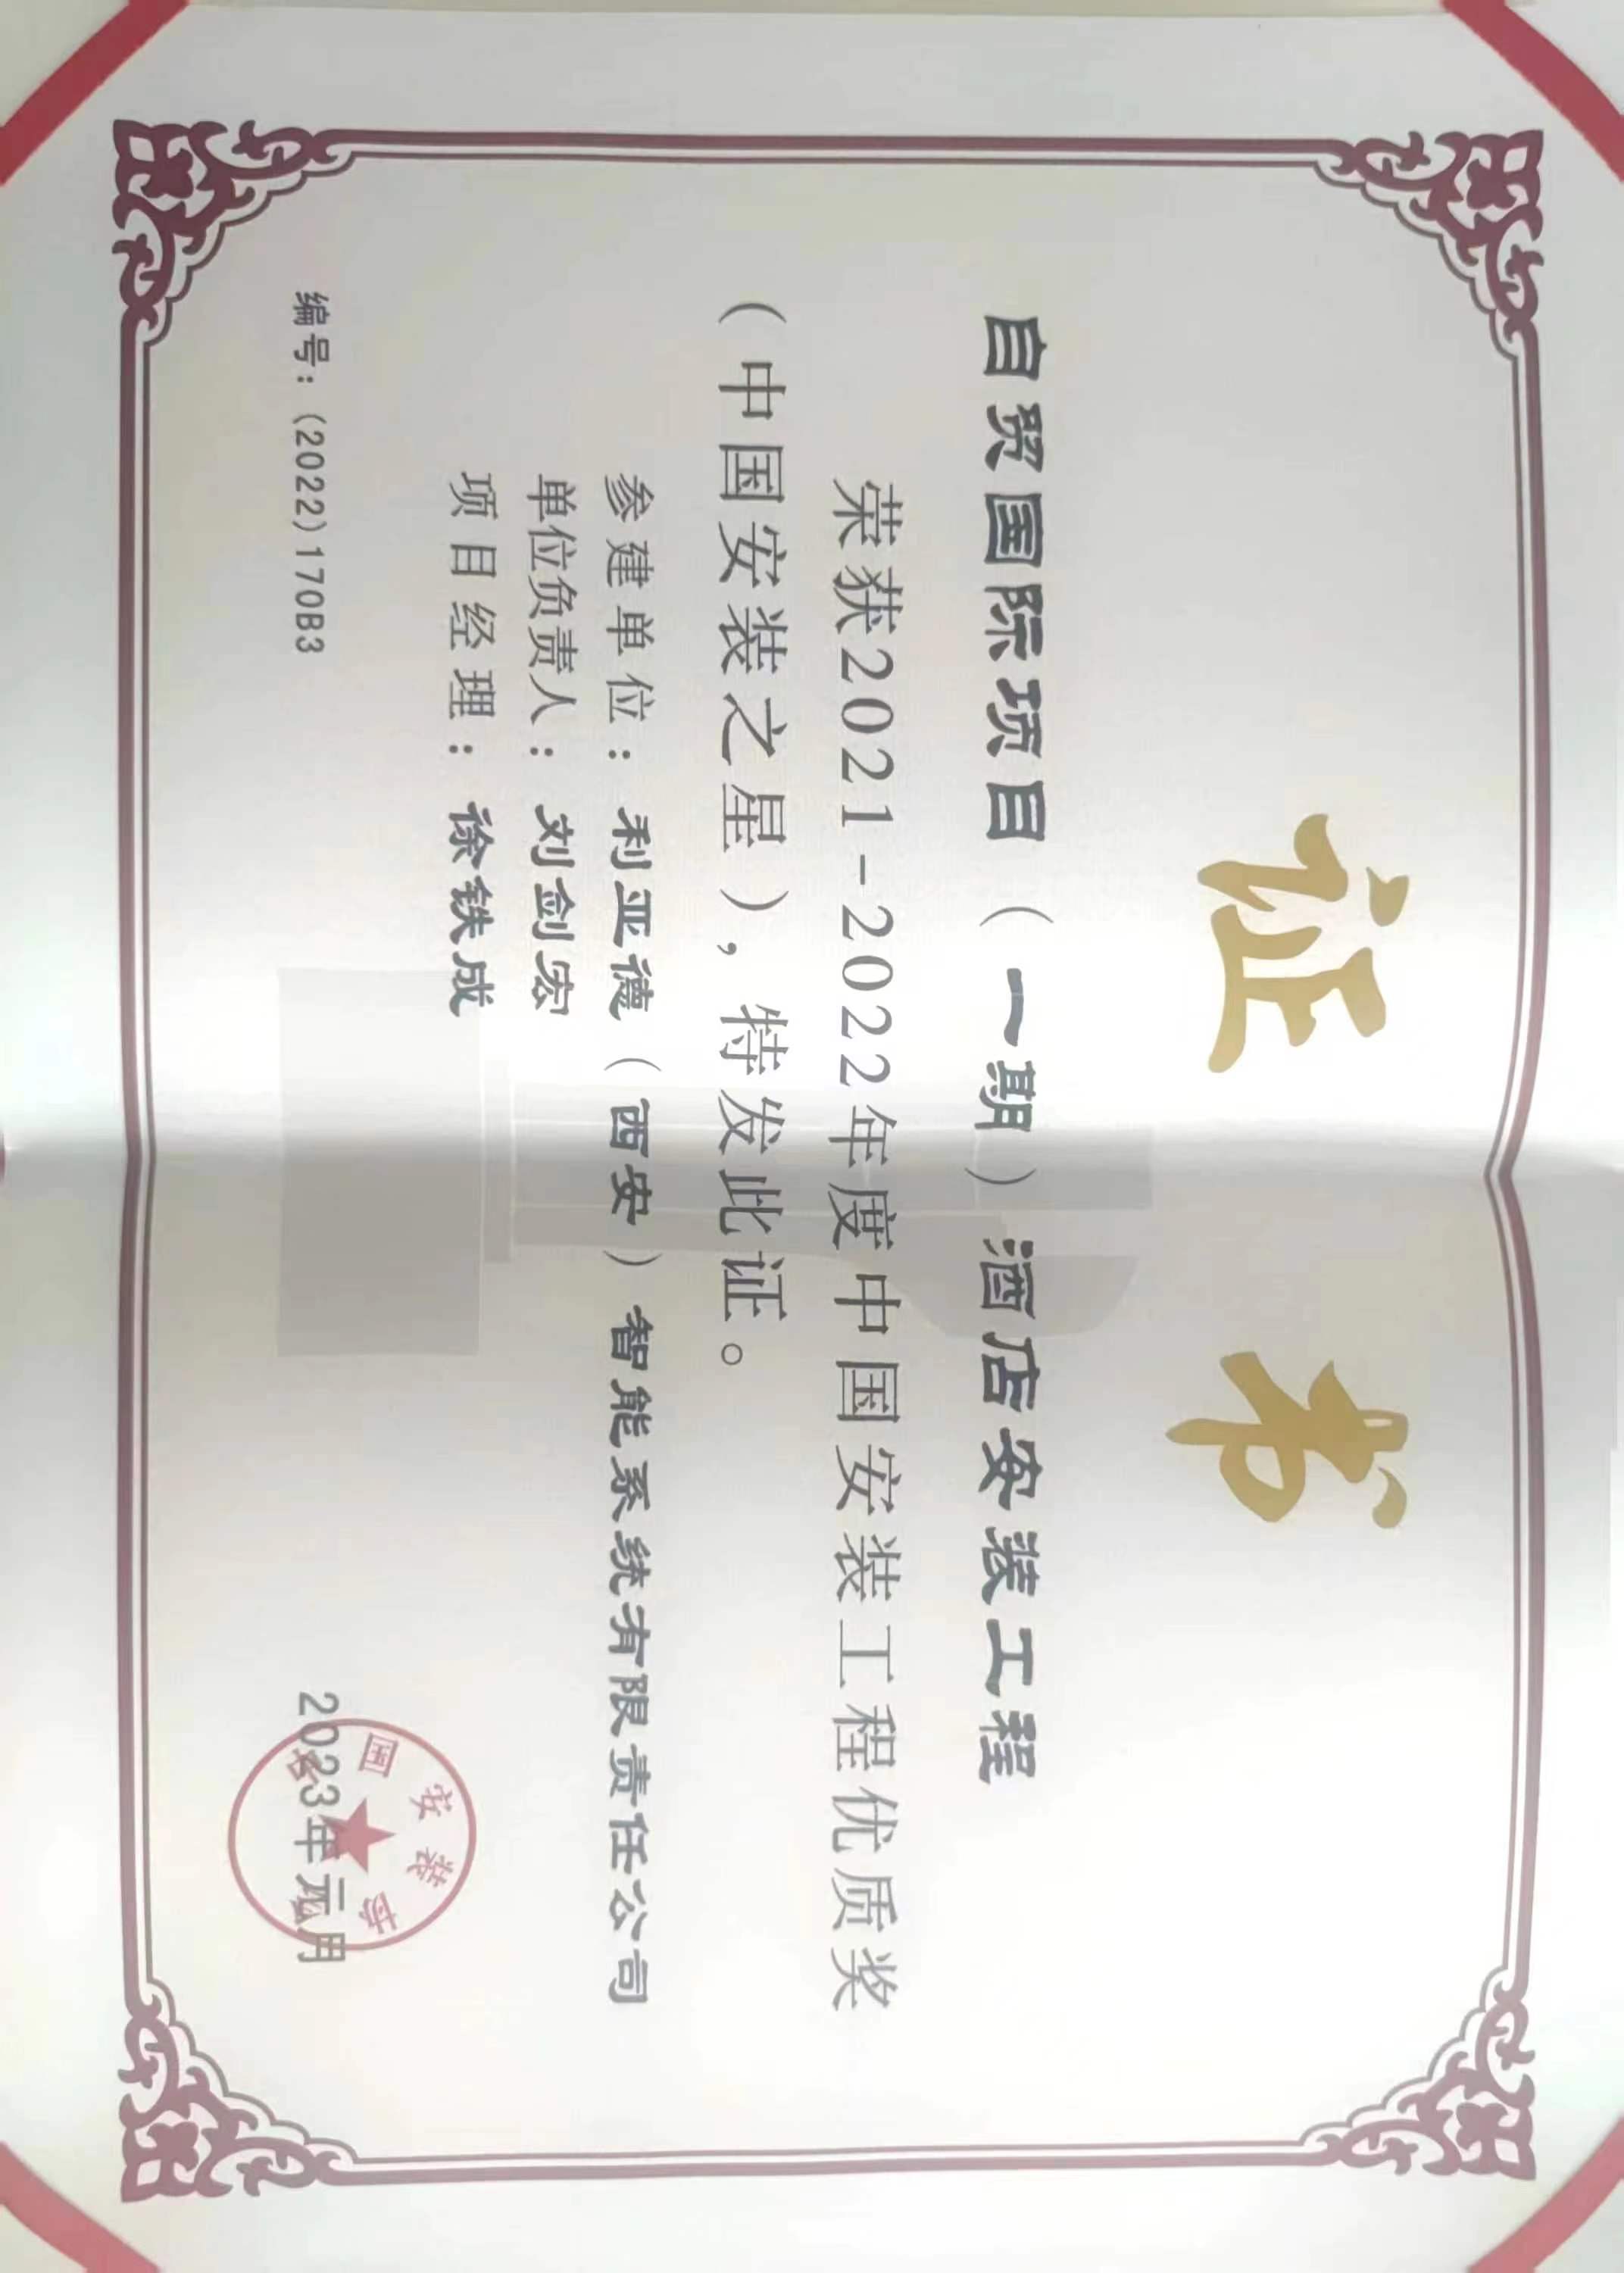 证书
自贸国际项目（一期）酒店安装工程
荣获2021-2022年度中国安装工程优质奖
（中国安装之星），特发此证。
参建单位：利亚德（西安）智能系统有限责任公司
单位负责人：刘剑宏
项目经理：徐铁成
编号：(2022)170B3
2023年元月
国安装协